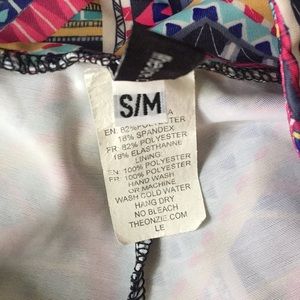 S/M
EN: 82% POLYESTER
18% SPANDEX
FR: 82% POLYESTER
18% ELASTHANNE
LINING:
EN: 100% POLYESTER
FR: 100% POLYESTER
HAND WASH
OR MACHINE
WASH COLD WATER
HANG DRY
NO BLEACH
THEONZIE.COM
LE